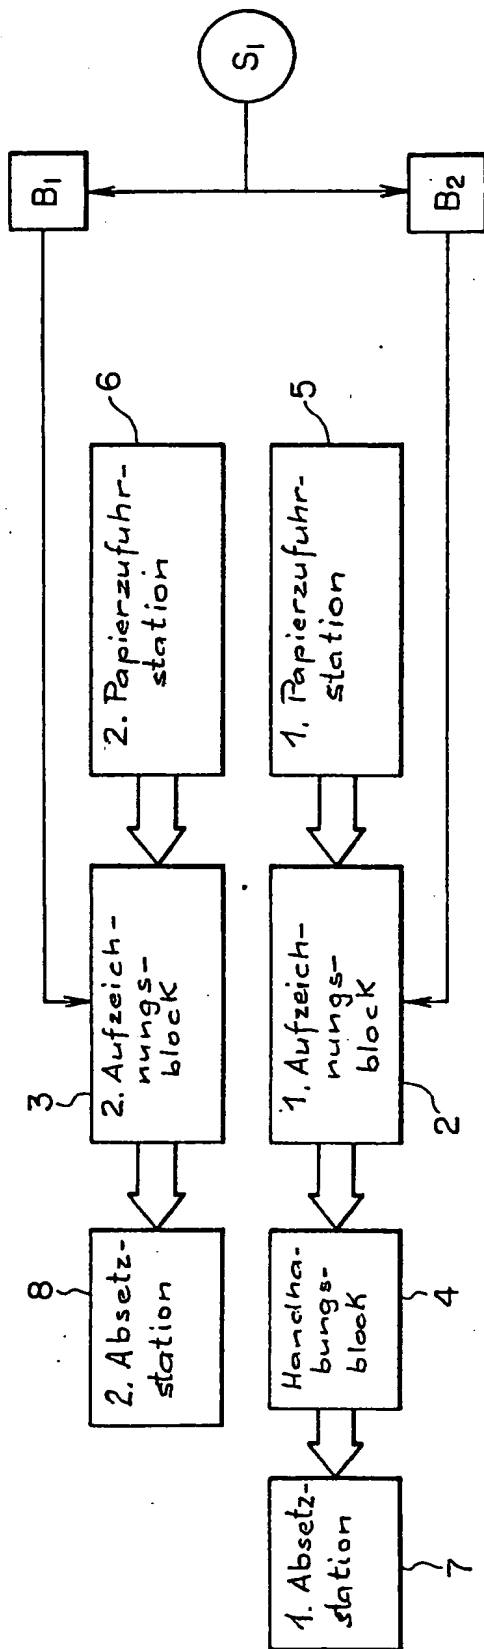 S1
B1
B2
6
2. Papierzufuhr-
station
5
1. Papierzufuhr-
station
3
2. Aufzeich-
nungs-
block
1. Aufzeich-
nungs-
block
2
8
2. Absetz-
station
Handha-
bungs-
block
4
1. Absetz-
station
7